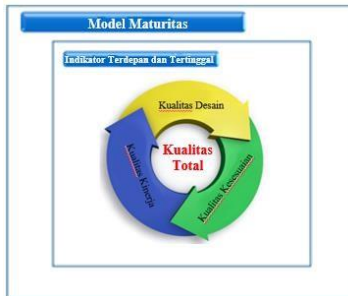 Model Maturitas
Indikator Terdepan dan Tertinggal
Kualitas Desain
Kualitas
Total
Kualitas Kinerja
Kualitas Kesesuaian